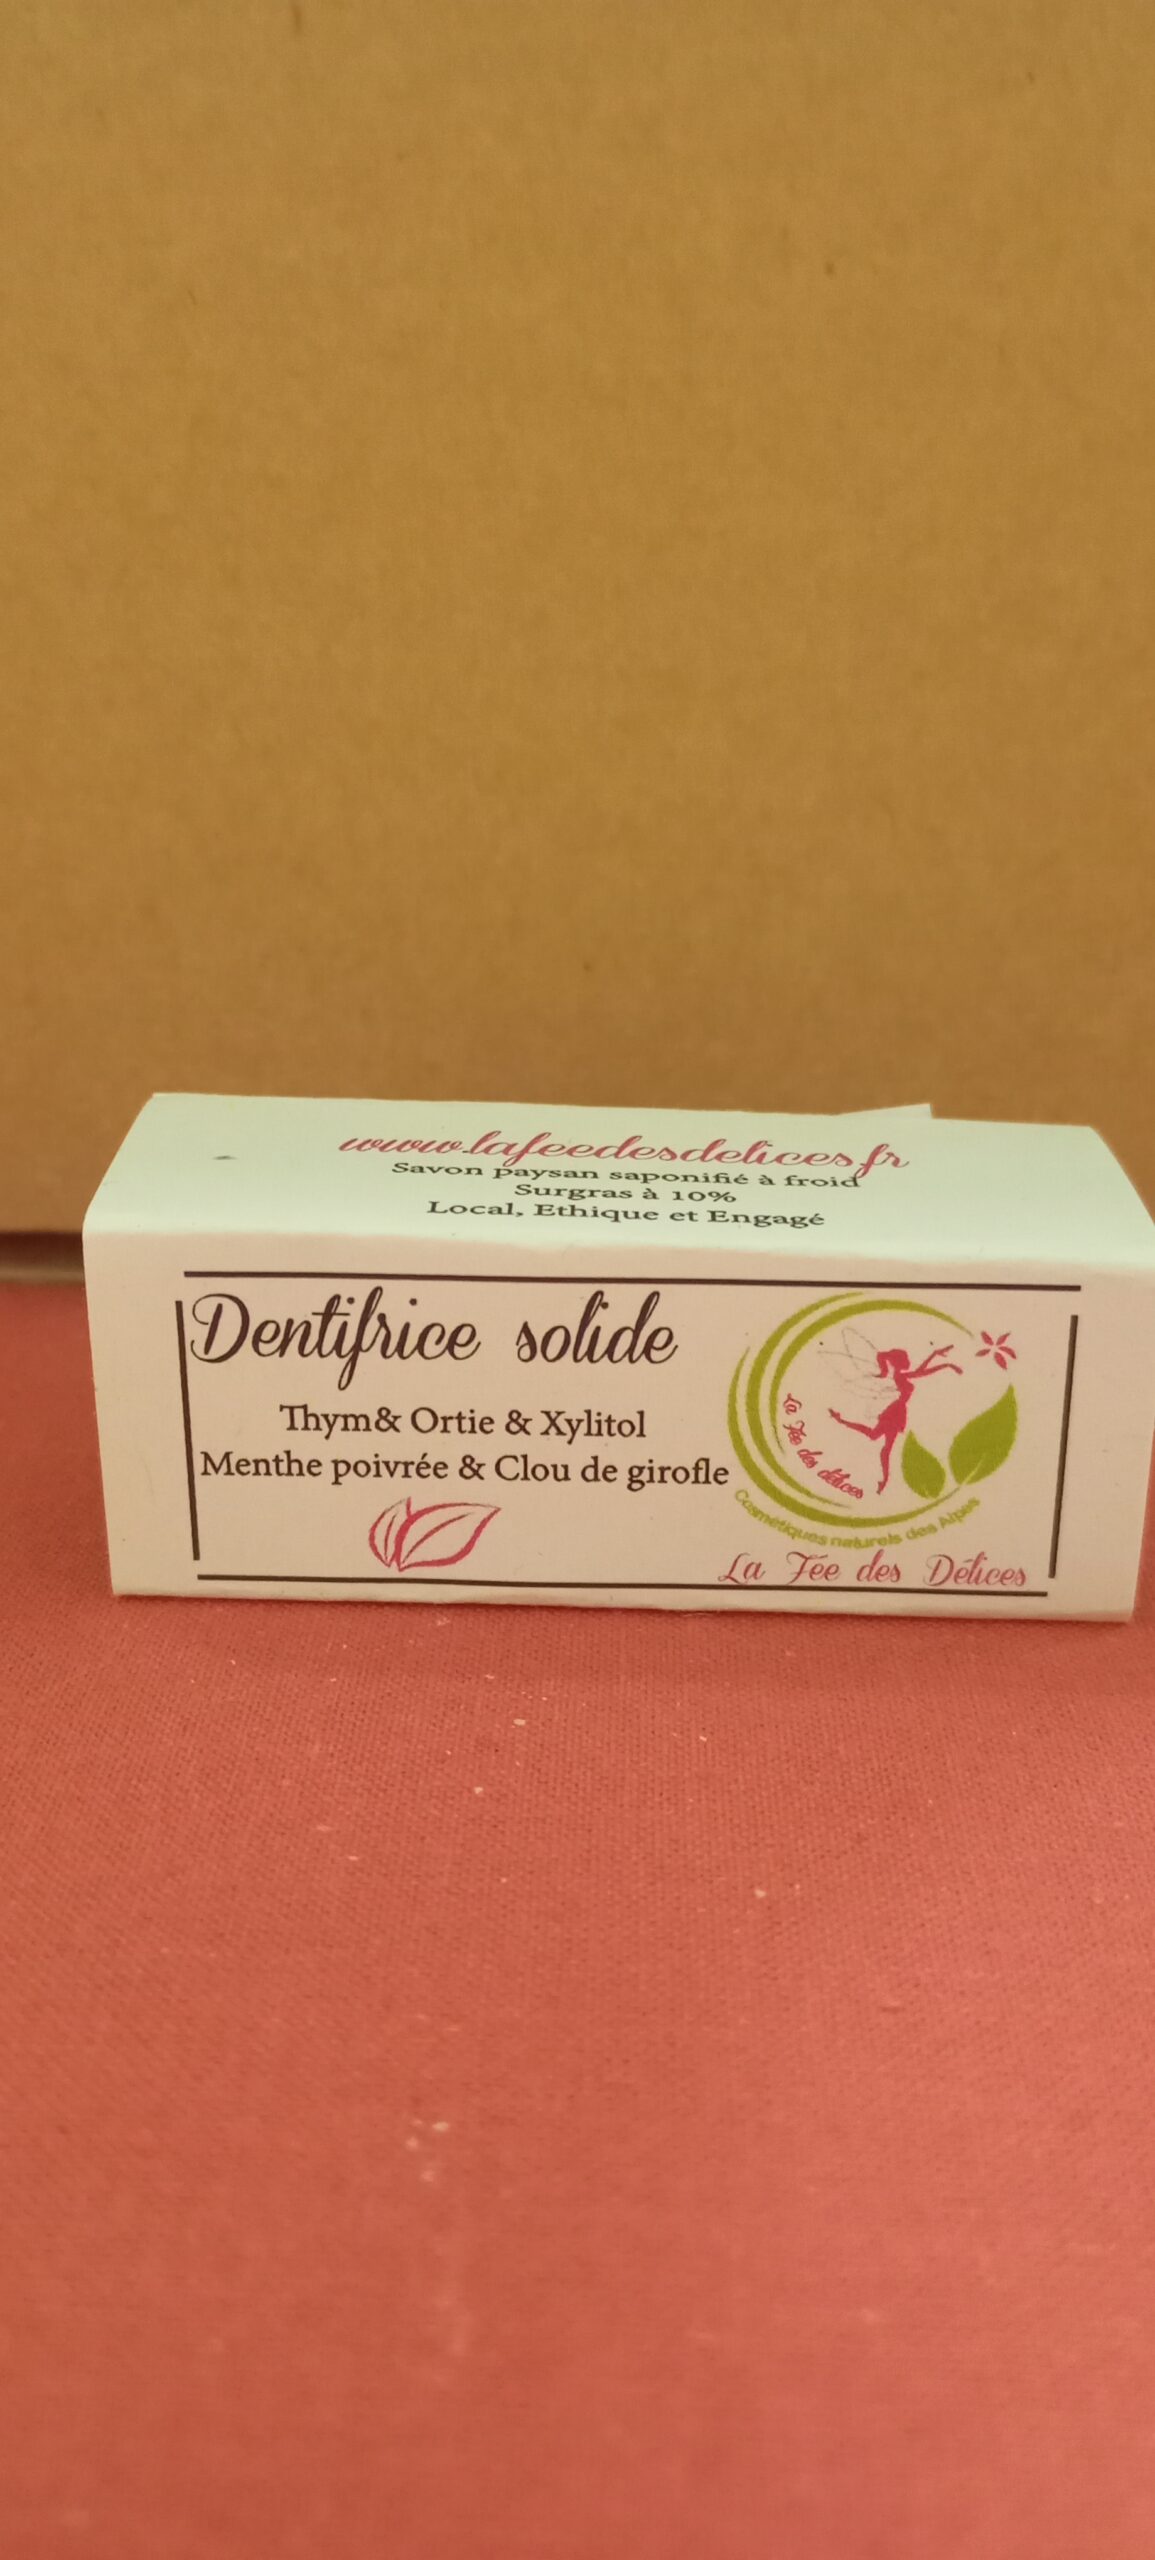 www.lafeedesdelices.fr
Savon paysan saponifié à froid
Surgras à 10%
Local, Ethique et Engagé
Dentifrice solide
Thym& Ortie & Xylitol
Menthe poivrée & Clou de girofle
La Fée des délices
Cosmétiques naturels des Alpes
La Fée des Délices